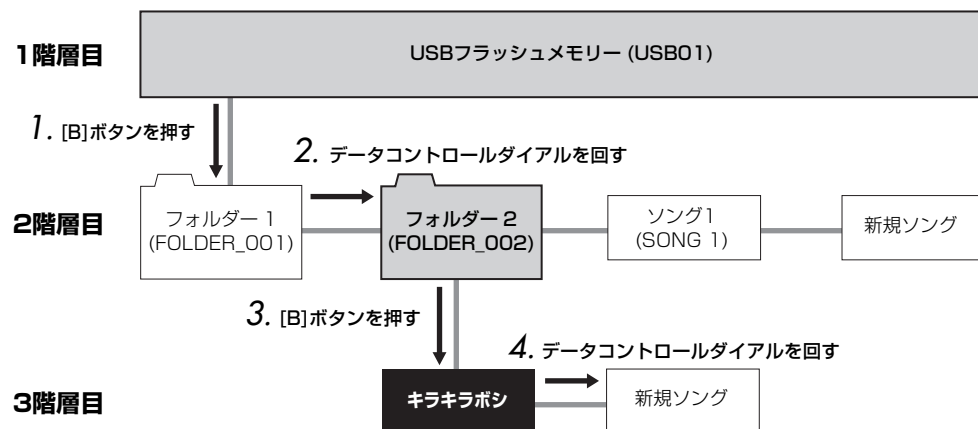 1階層目
USBフラッシュメモリー (USB01)
1. [B]ボタンを押す
2. データコントロールダイアルを回す
2階層目
フォルダー 1
(FOLDER_001)
フォルダー 2
(FOLDER_002)
ソング1
(SONG 1)
新規ソング
3. [B]ボタンを押す
4. データコントロールダイアルを回す
3階層目
キラキラボシ
新規ソング